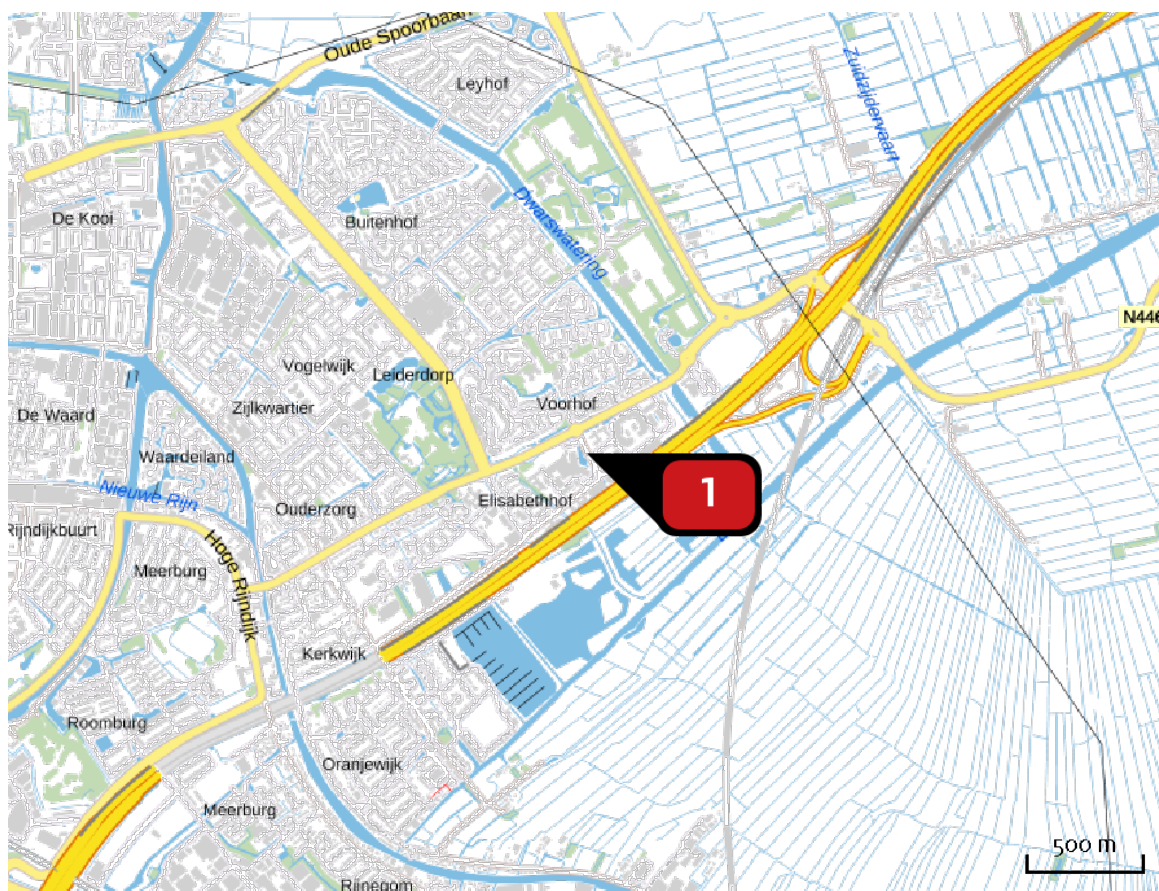 Oude Spoorbaan
Leyhof
Zuidzijdervaart
De Kooi
Buitenhof
Dwarswatering
N446
Vogelwijk
Leiderdorp
De Waard
Zijlkwartier
Voorhof
Waardeiland
Nieuwe Rijn
Elisabethhof
1
Ouderzorg
Rijndijkbuurt
Meerburg
Hoge Rijndijk
Kerkwijk
Roomburg
Oranjewijk
Meerburg
500 m
Rijnegom